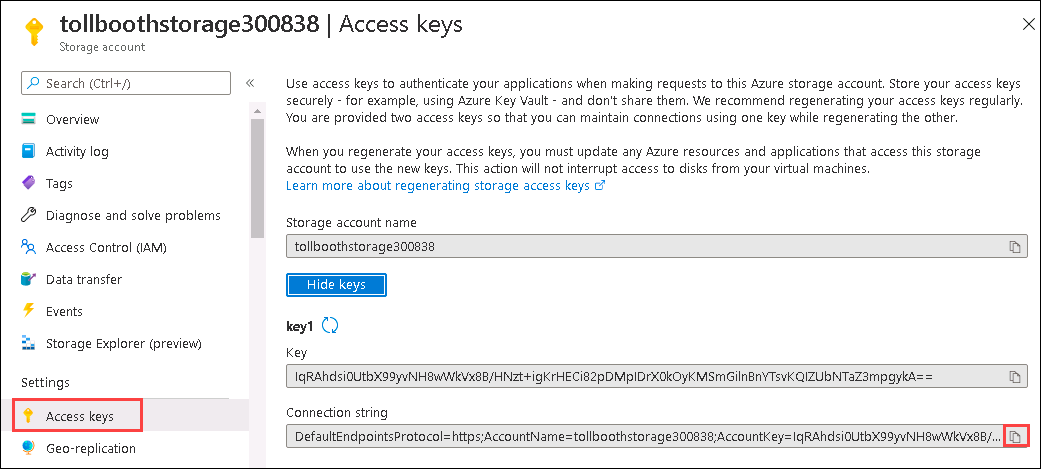 tollboothstorage300838 | Access keys
Storage account
Search (Ctrl+/)
«
Overview
Activity log
Tags
Diagnose and solve problems
Access Control (IAM)
Data transfer
Events
Storage Explorer (preview)
Settings
Access keys
Geo-replication
Use access keys to authenticate your applications when making requests to this Azure storage account. Store your access keys
securely - for example, using Azure Key Vault - and don't share them. We recommend regenerating your access keys regularly.
You are provided two access keys so that you can maintain connections using one key while regenerating the other.
When you regenerate your access keys, you must update any Azure resources and applications that access this storage
account to use the new keys. This action will not interrupt access to disks from your virtual machines.
Learn more about regenerating storage access keys
Storage account name
tollboothstorage300838
Hide keys
key1
Key
IqRAhdsi0UtbX99yvNH8wWkVx8B/HNzt+igKrHECi82pDMpIDrX0kOyKMSmGilnBnYTsvKQIZUbNTaZ3mpgykA==
Connection string
DefaultEndpointsProtocol=https;AccountName=tollboothstorage300838;AccountKey=IqRAhdsi0UtbX99yvNH8wWkVx8B/...